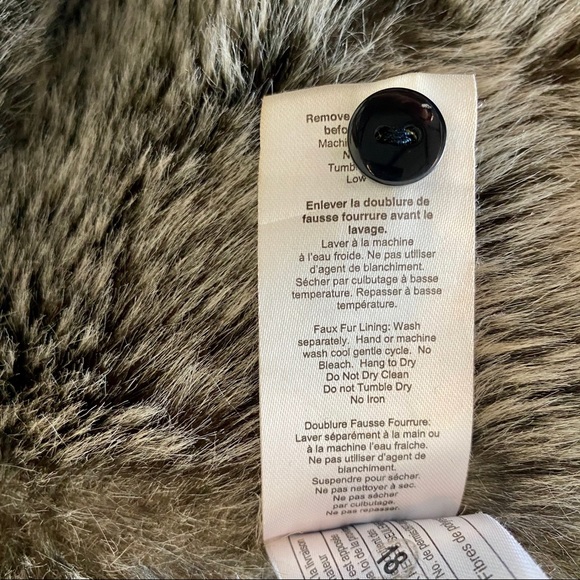 Remove
befo
Machi
N
Tumb
Low
Enlever la doublure de
fausse fourrure avant le
lavage.
Laver à la machine
à l'eau froide. Ne pas utiliser
d'agent de blanchiment.
Sécher par culbutage à basse
temperature. Repasser à basse
température.
Faux Fur Lining: Wash
separately. Hand or machine
wash cool gentle cycle. No
Bleach. Hang to Dry
Do Not Dry Clean
Do not Tumble Dry
No Iron
Doublure Fausse Fourrure:
Laver séparément à la main ou
à la machine l'eau fraîche.
Ne pas utiliser d'agent de
blanchiment.
Suspendre pour sécher.
Ne pas nettoyer à sec.
Ne pas sécher
par culbutage.
Ne pas repasser.